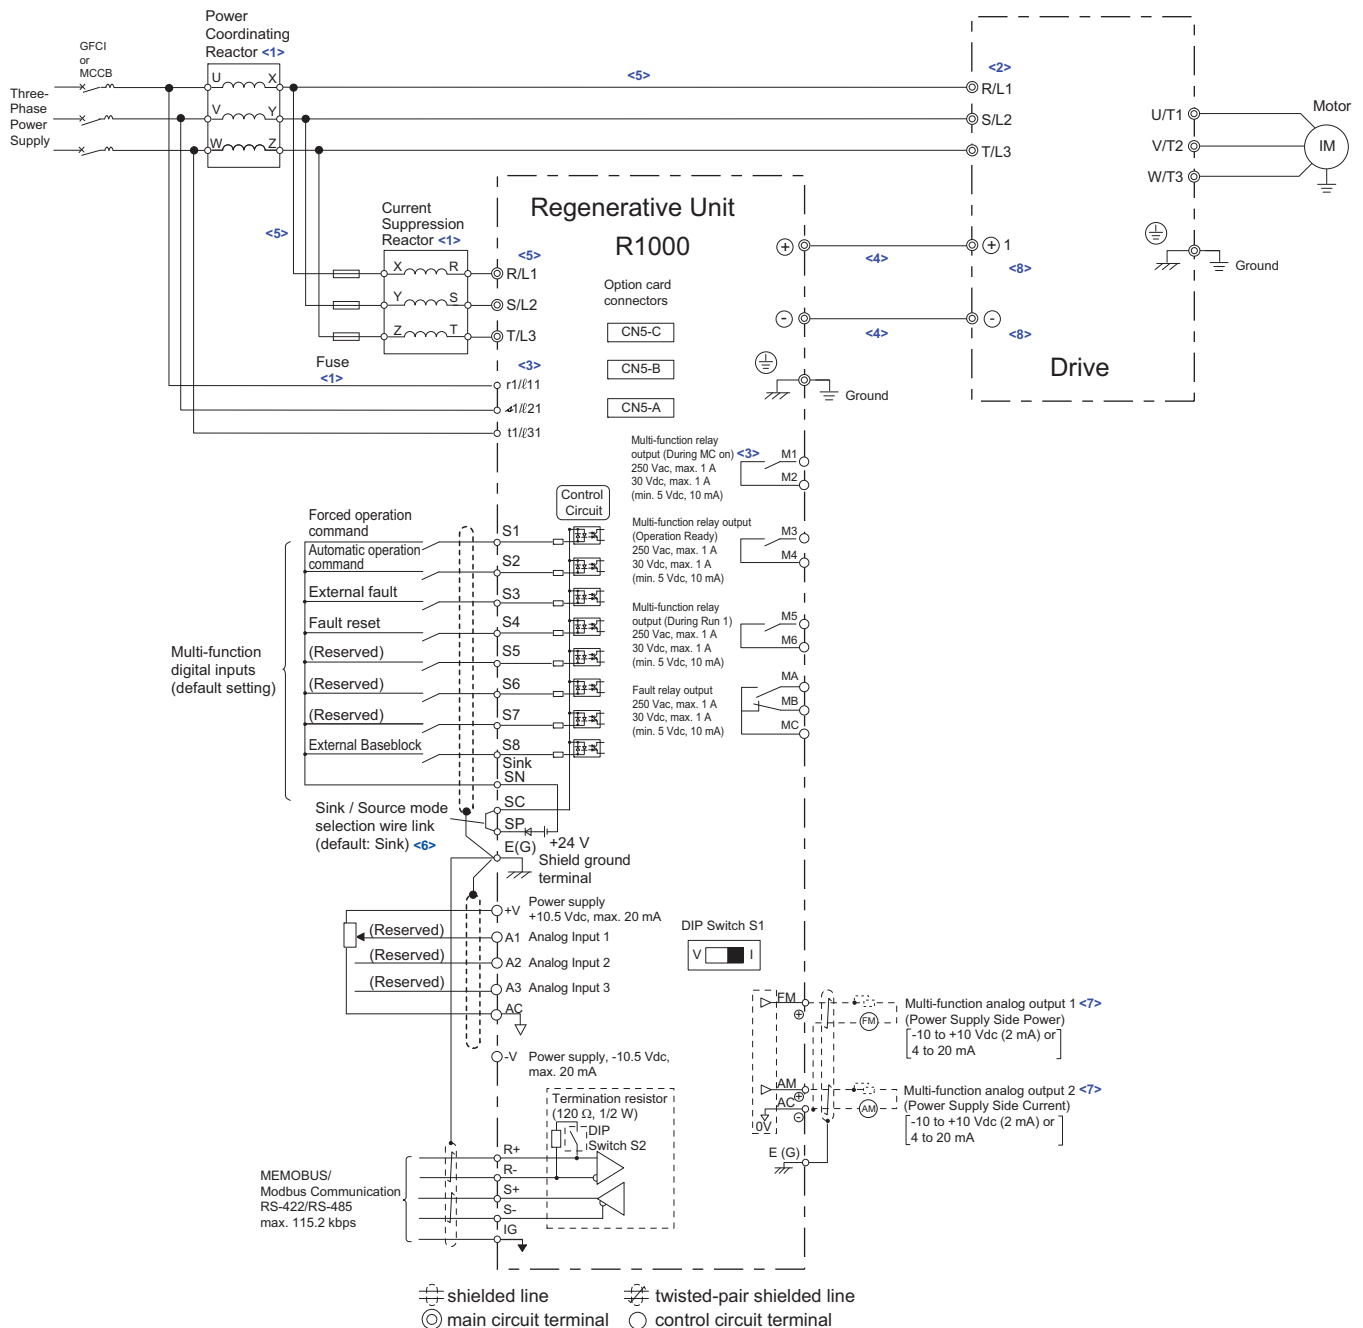 Power
Coordinating
Reactor <1>
GFCI
or
MCCB
Three-
Phase
Power
Supply
U X
V Y
W Z
<5>
<2>
R/L1
S/L2
T/L3
U/T1
V/T2
W/T3
Motor
IM
Ground
Drive
+ 1
<8>
-
<8>
<4>
<4>
Regenerative Unit
R1000
+
-
Ground
Current
Suppression
Reactor <1>
<5>
X R
Y S
Z T
<5>
R/L1
S/L2
T/L3
Fuse
<1>
<3>
r1/ℓ11
1/ℓ21
t1/ℓ31
Option card
connectors
CN5-C
CN5-B
CN5-A
Multi-function relay
output (During MC on) <3>
250 Vac, max. 1 A
30 Vdc, max. 1 A
(min. 5 Vdc, 10 mA)
M1
M2
Multi-function relay output
(Operation Ready)
250 Vac, max. 1 A
30 Vdc, max. 1 A
(min. 5 Vdc, 10 mA)
M3
M4
Multi-function relay
output (During Run 1)
250 Vac, max. 1 A
30 Vdc, max. 1 A
(min. 5 Vdc, 10 mA)
M5
M6
Fault relay output
250 Vac, max. 1 A
30 Vdc, max. 1 A
(min. 5 Vdc, 10 mA)
MA
MB
MC
Control
Circuit
Multi-function
digital inputs
(default setting)
Forced operation
command
S1
Automatic operation
command
S2
External fault
S3
Fault reset
S4
(Reserved)
S5
(Reserved)
S6
(Reserved)
S7
External Baseblock
S8
Sink
SN
SC
SP
+24 V
Sink / Source mode
selection wire link
(default: Sink) <6>
E(G)
Shield ground
terminal
+V
Power supply
+10.5 Vdc, max. 20 mA
(Reserved)
A1 Analog Input 1
(Reserved)
A2 Analog Input 2
(Reserved)
A3 Analog Input 3
AC
-V Power supply, -10.5 Vdc,
max. 20 mA
DIP Switch S1
V I
FM
+
FM
Multi-function analog output 1 <7>
(Power Supply Side Power)
-10 to +10 Vdc (2 mA) or
4 to 20 mA
AM
+
AC
-
0V
AM
E (G)
Multi-function analog output 2 <7>
(Power Supply Side Current)
-10 to +10 Vdc (2 mA) or
4 to 20 mA
Termination resistor
(120 Ω, 1/2 W)
DIP
Switch S2
MEMOBUS/
Modbus Communication
RS-422/RS-485
max. 115.2 kbps
R+
R-
S+
S-
IG
shielded line
twisted-pair shielded line
main circuit terminal
control circuit terminal